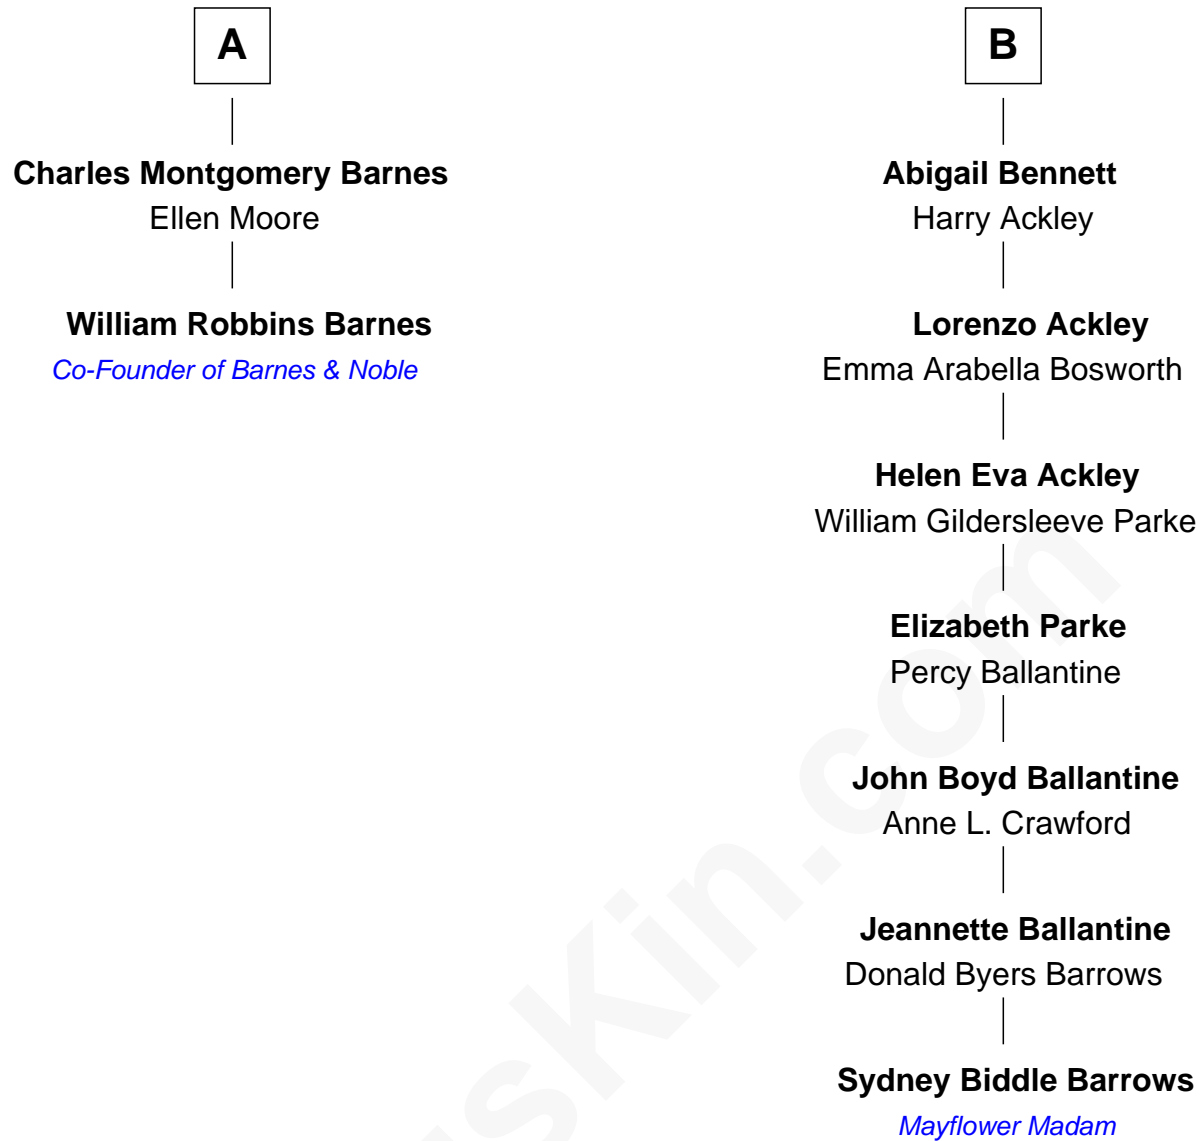 A
Charles Montgomery Barnes
Ellen Moore
William Robbins Barnes
Co-Founder of Barnes & Noble
B
Abigail Bennett
Harry Ackley
Lorenzo Ackley
Emma Arabella Bosworth
Helen Eva Ackley
William Gildersleeve Parke
Elizabeth Parke
Percy Ballantine
John Boyd Ballantine
Anne L. Crawford
Jeannette Ballantine
Donald Byers Barrows
Sydney Biddle Barrows
Mayflower Madam
sKin.com